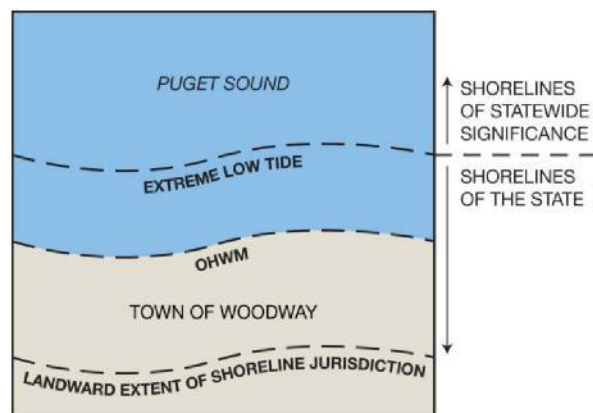 PUGET SOUND
SHORELINES
OF STATEWIDE
SIGNIFICANCE
EXTREME LOW TIDE
SHORELINES
OF THE STATE
OHWM
TOWN OF WOODWAY
LANDWARD EXTENT OF SHORELINE JURISDICTION